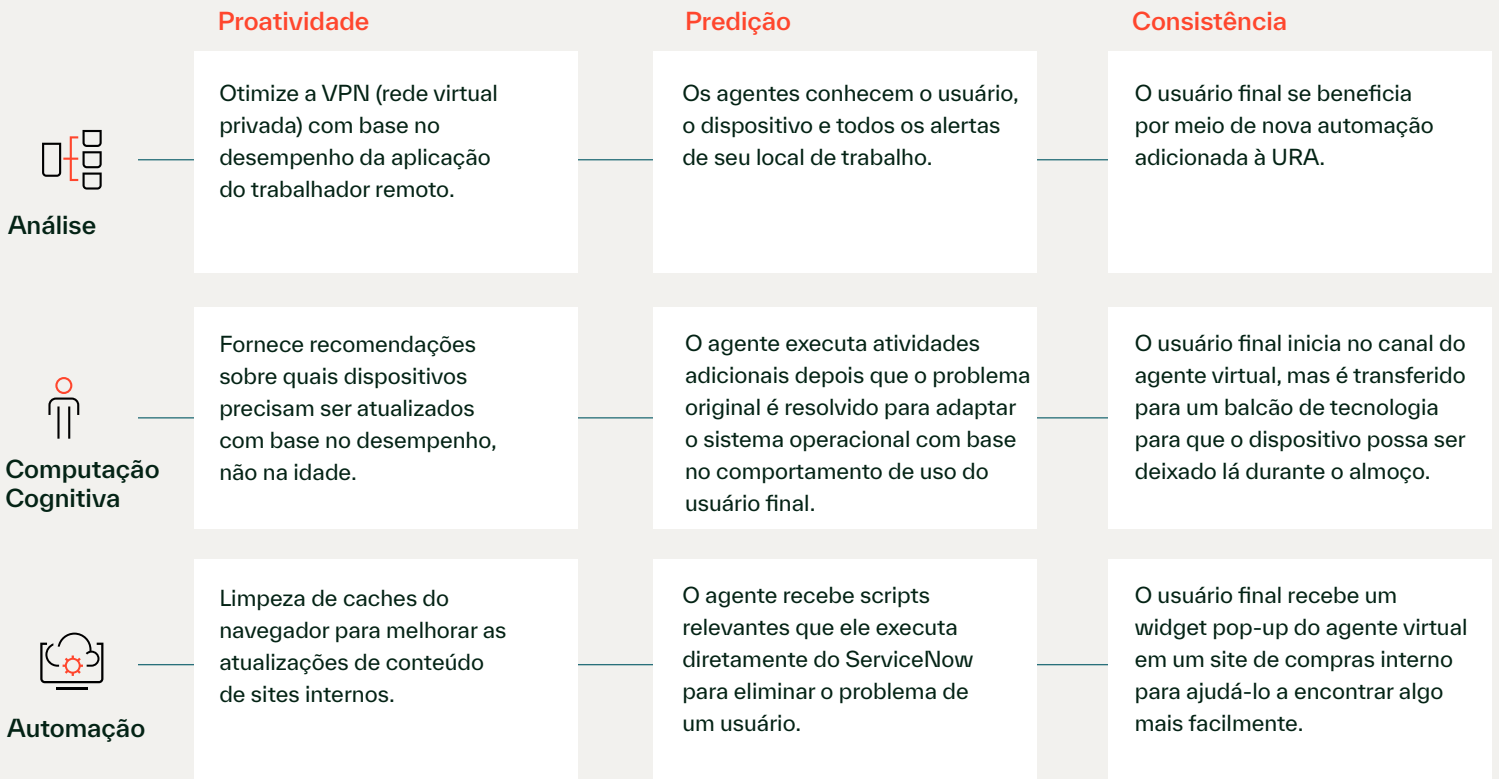 Proatividade
Predição
Consistência
Análise
Otimize a VPN (rede virtual
privada) com base no
desempenho da aplicação
do trabalhador remoto.
Os agentes conhecem o usuário,
o dispositivo e todos os alertas
de seu local de trabalho.
O usuário final se beneficia
por meio de nova automação
adicionada à URA.
Computação
Cognitiva
Fornece recomendações
sobre quais dispositivos
precisam ser atualizados
com base no desempenho,
não na idade.
O agente executa atividades
adicionais depois que o problema
original é resolvido para adaptar
o sistema operacional com base
no comportamento de uso do
usuário final.
O usuário final inicia no canal do
agente virtual, mas é transferido
para um balcão de tecnologia
para que o dispositivo possa ser
deixado lá durante o almoço.
Automação
Limpeza de caches do
navegador para melhorar as
atualizações de conteúdo
de sites internos.
O agente recebe scripts
relevantes que ele executa
diretamente do ServiceNow
para eliminar o problema de
um usuário.
O usuário final recebe um
widget pop-up do agente virtual
em um site de compras interno
para ajudá-lo a encontrar algo
mais facilmente.